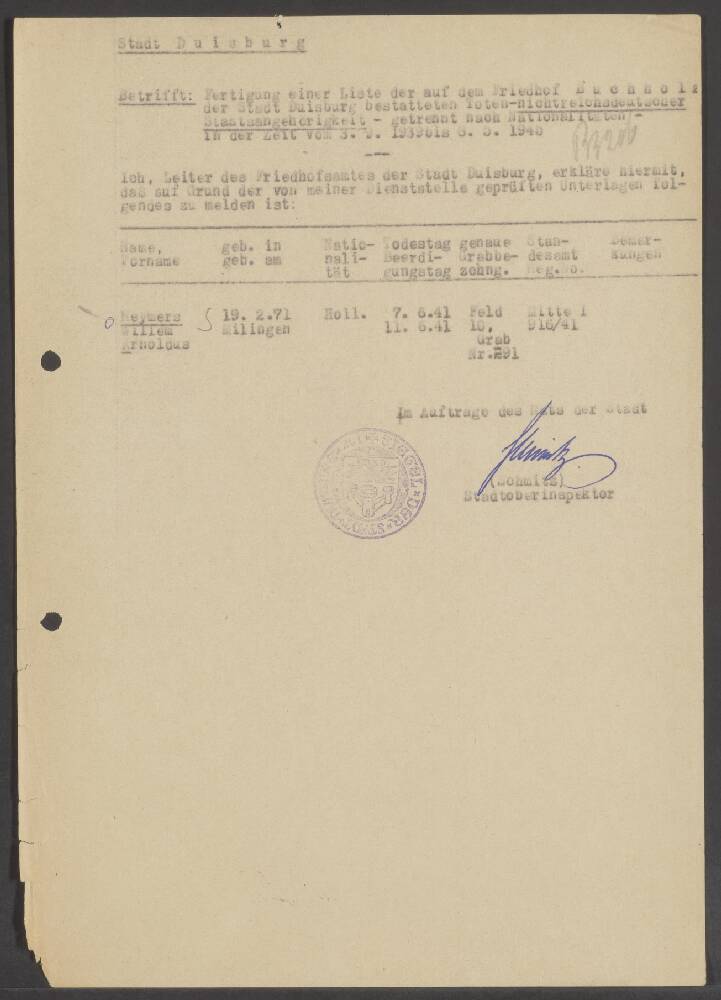 Stadt Duisburg
Betrifft: Fertigung einer Liste der auf dem Friedhof Buchholz
der Stadt Duisburg bestatteten Toten-nichtreichsdeutscher
Staatsangehörigkeit - getrennt nach Nationalitäten -
in der Zeit vom 3. 9. 1939 bis 8. 5. 1945
Ich, Leiter des Friedhofsamtes der Stadt Duisburg, erkläre hiermit,
daß auf Grund der von meiner Dienststelle geprüften Unterlagen fol-
gendes zu melden ist:
Name, geb. in Natio- Todestag genaue Stan- Bemer-
Vorname geb. am nali- Beerdi- Grabbe- desamt kungen
tät gungstag zchng. Reg.No.
Heymers 19. 2.71 Holl. 7. 6.41 Feld Mitte I
Willem Milingen 11. 6.41 10, 916/41
Arnoldus Grab
Nr.291
Im Auftrage des Rats der Stadt
(Schmitz)
Stadtoberinspektor